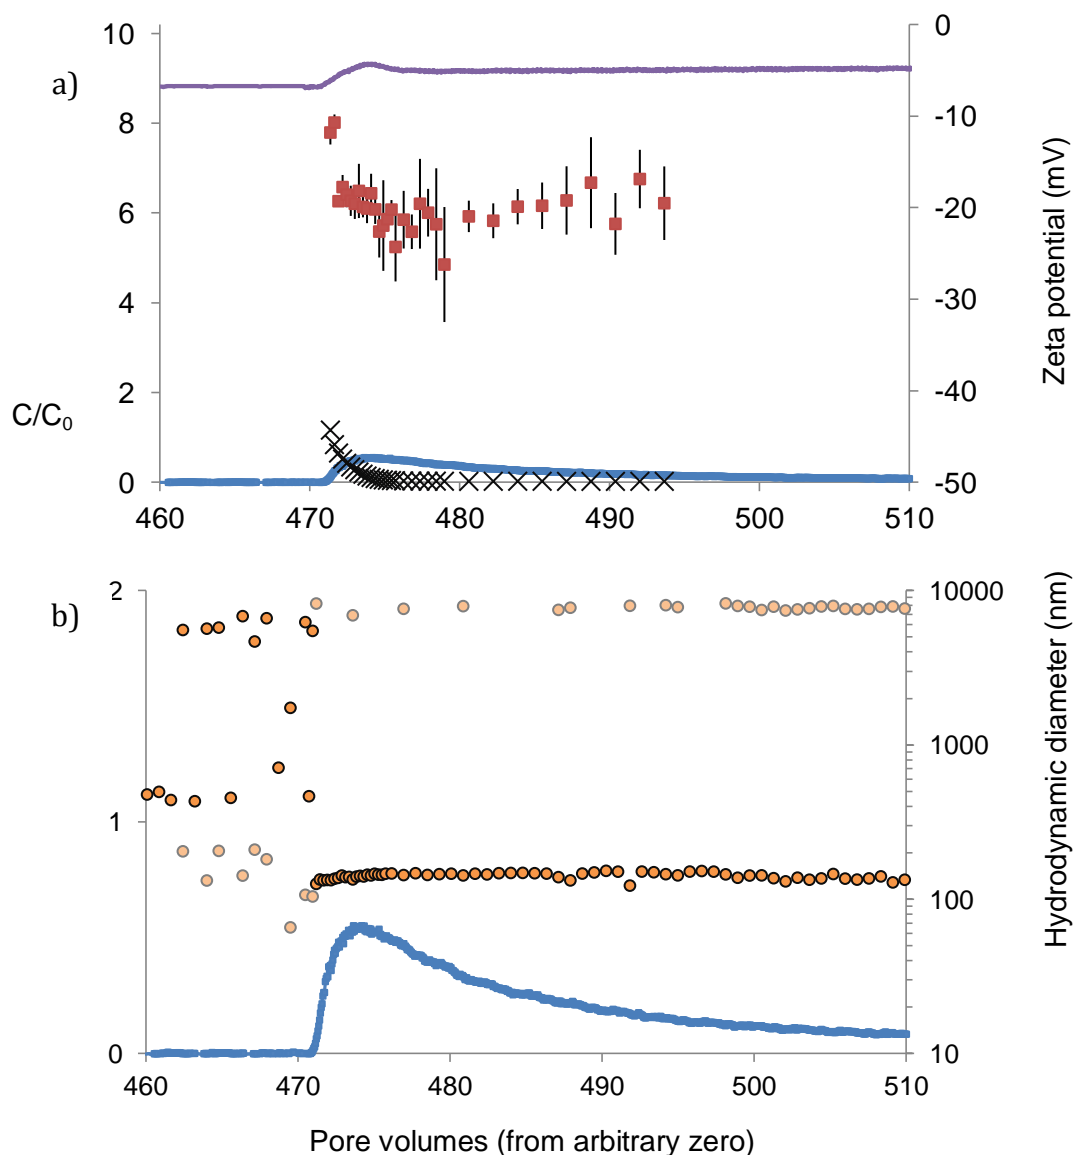 a)
10
8
6
4
2
0
C/C0
0
-10
-20
-30
-40
-50
Zeta potential (mV)
460 470 480 490 500 510
b)
2
1
0
10000
1000
100
10
Hydrodynamic diameter (nm)
460 470 480 490 500 510
Pore volumes (from arbitrary zero)